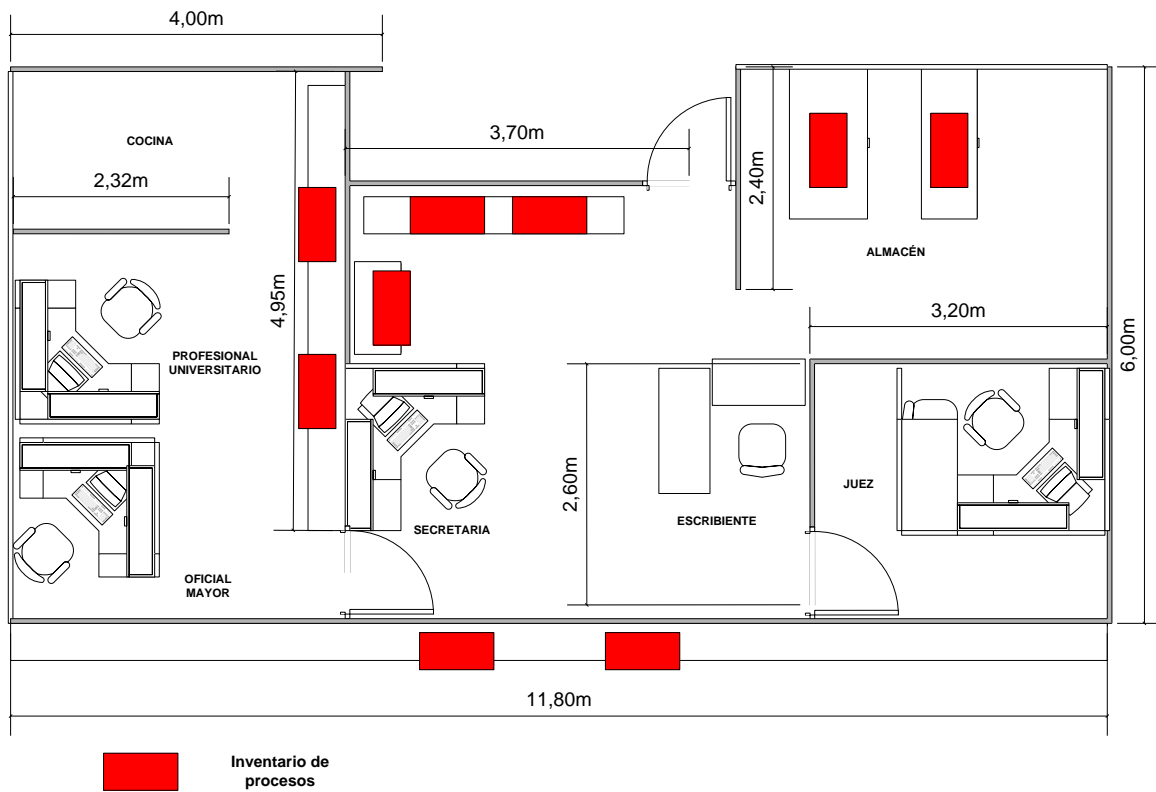 4,00m
COCINA
3,70m
2,32m
2,40m
ALMACÉN
4,95m
3,20m
6,00m
PROFESIONAL
UNIVERSITARIO
2,60m
JUEZ
SECRETARIA
ESCRIBIENTE
OFICIAL
MAYOR
11,80m
Inventario de
procesos